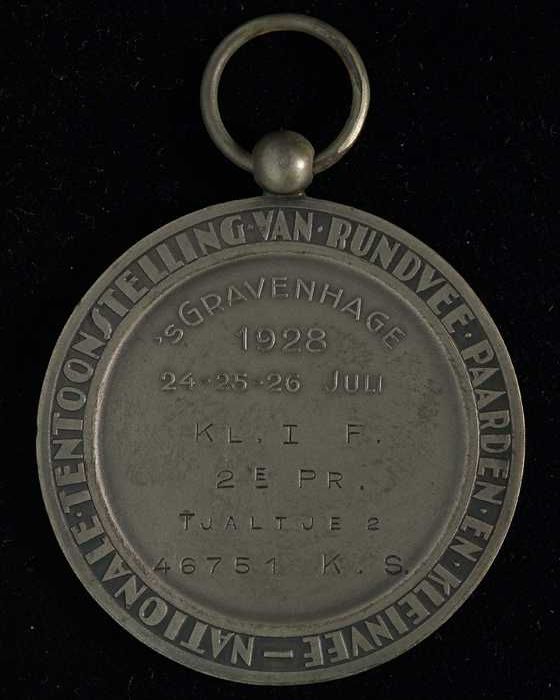 NATIONALE·TENTOONSTELLING·VAN·RUNDVEE·PAARDEN·EN·KLEINVEE —
'S GRAVENHAGE
1928
24-25-26 JULI
KL. I F.
2E PR.
TJALTJE 2
46751 K.S.